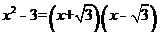 x² - 3 = (x + √3)(x - √3)